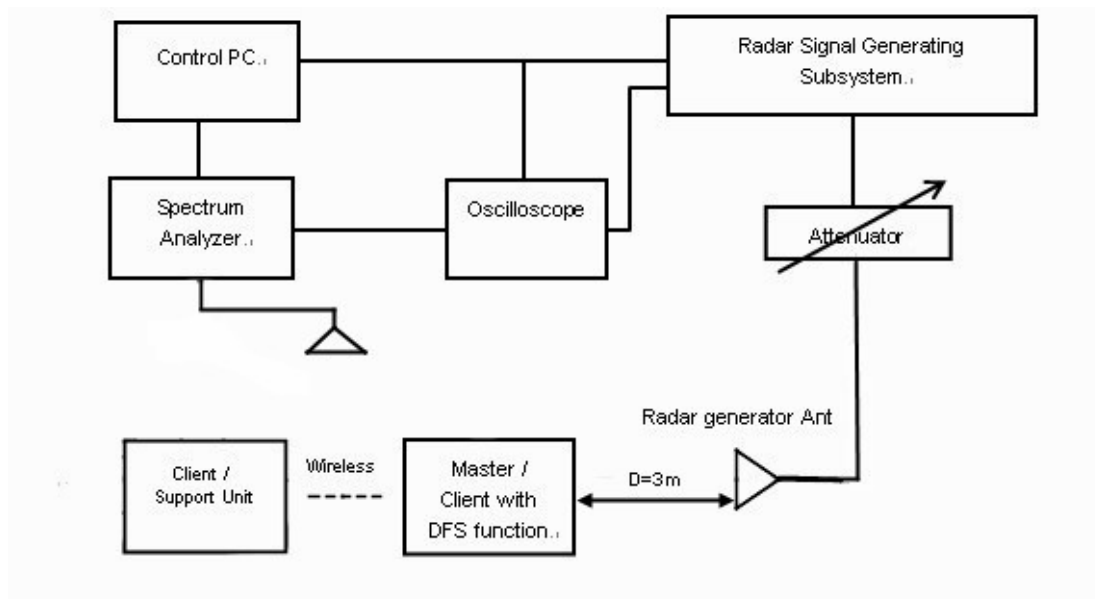 Control PC.
Radar Signal Generating
Subsystem.
Spectrum
Analyzer.
Oscilloscope
Attenuator
Radar generator Ant
Client /
Support Unit
Wireless
Master /
Client with
DFS function.
D=3m